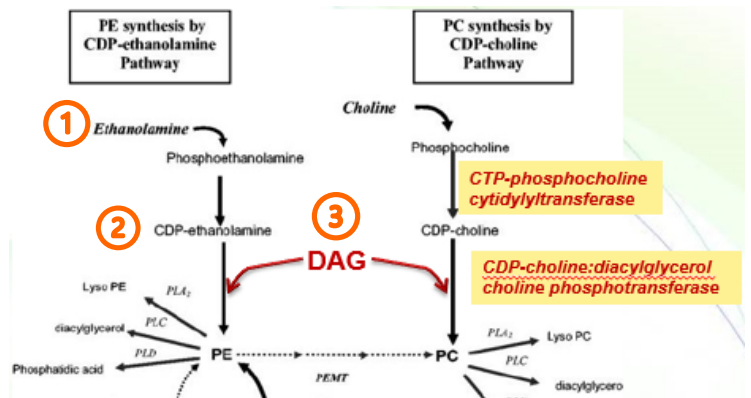 PE synthesis by
CDP-ethanolamine
Pathway
PC synthesis by
CDP-choline
Pathway
1
Ethanolamine
Choline
Phosphoethanolamine
Phosphocholine
CTP-phosphocholine
cytidylyltransferase
2
CDP-ethanolamine
3
CDP-choline
DAG
CDP-choline:diacylglycerol
choline phosphotransferase
Lyso PE
PLA2
diacylglycerol
PLC
Phosphatidic acid
PLD
PE
PEMT
PC
PLA2
Lyso PC
PLC
diacylglycero